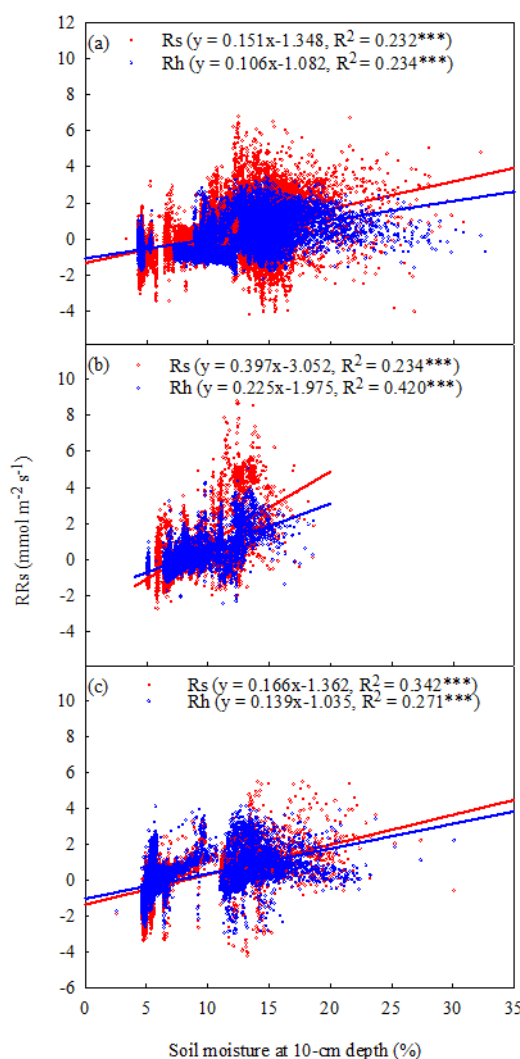 12
(a) Rs (y = 0.151x-1.348, R² = 0.232***)
10
Rh (y = 0.106x-1.082, R² = 0.234***)
8
6
4
2
0
-2
-4
(b) Rs (y = 0.397x-3.052, R² = 0.234***)
10
Rh (y = 0.225x-1.975, R² = 0.420***)
8
6
4
2
0
-2
-4
RRs (mmol m⁻² s⁻¹)
(c) Rs (y = 0.166x-1.362, R² = 0.342***)
10
Rh (y = 0.139x-1.035, R² = 0.271***)
8
6
4
2
0
-2
-4
-6
0 5 10 15 20 25 30 35
Soil moisture at 10-cm depth (%)